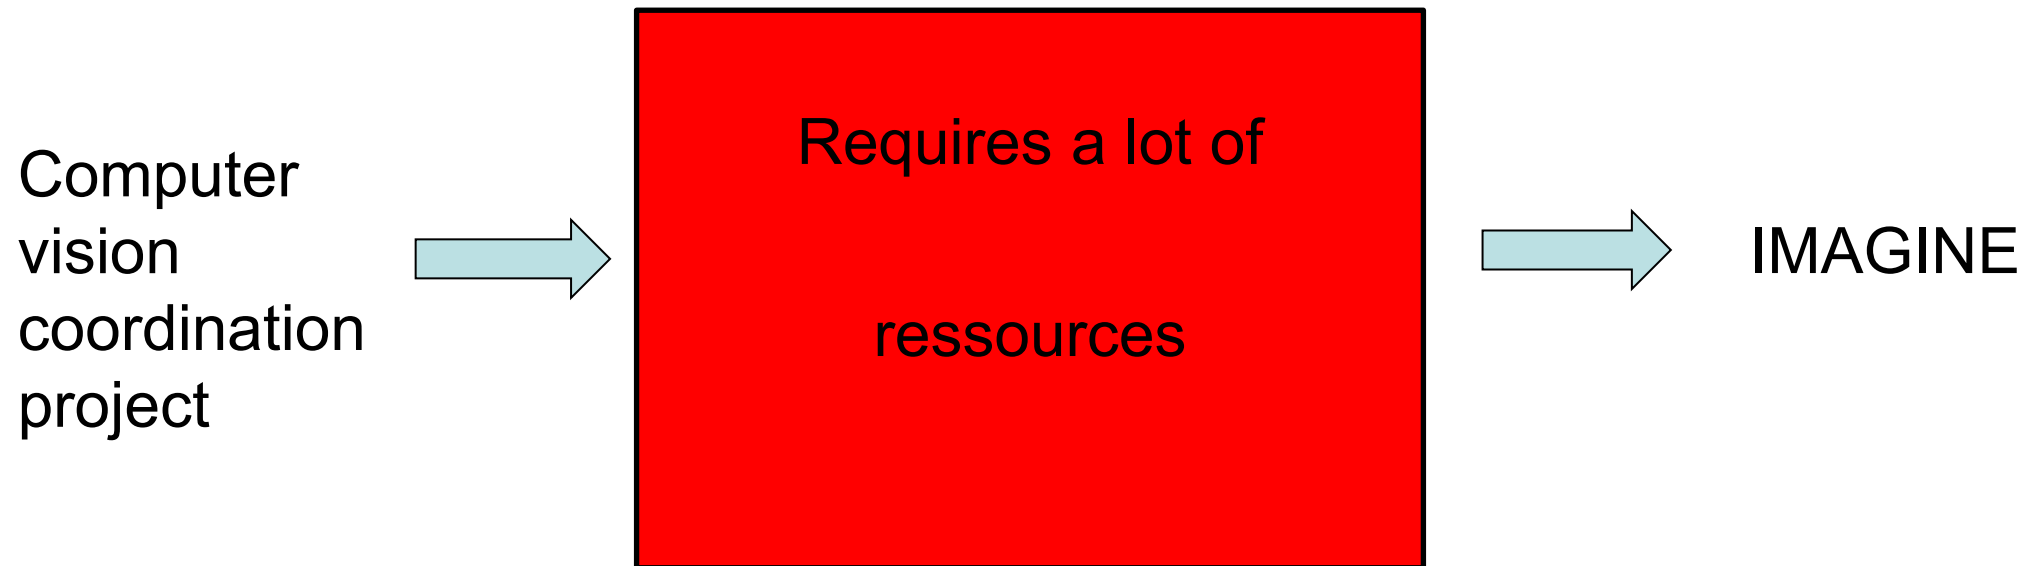 Computer
vision
coordination
project
Requires a lot of
ressources
IMAGINE